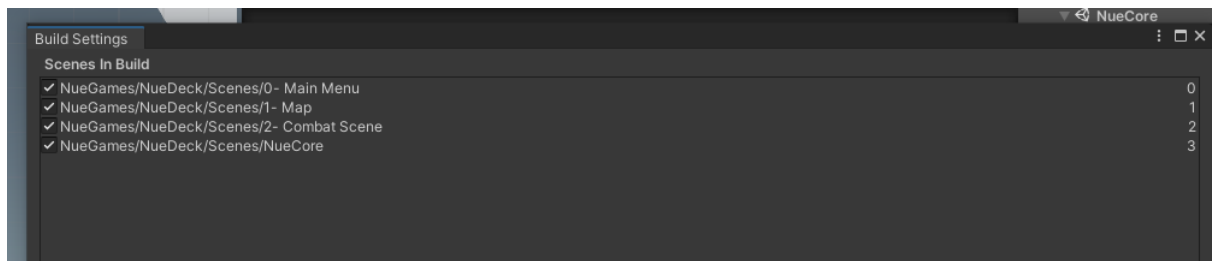 NueCore
Build Settings
Scenes In Build
NueGames/NueDeck/Scenes/0- Main Menu 0
NueGames/NueDeck/Scenes/1- Map 1
NueGames/NueDeck/Scenes/2- Combat Scene 2
NueGames/NueDeck/Scenes/NueCore 3